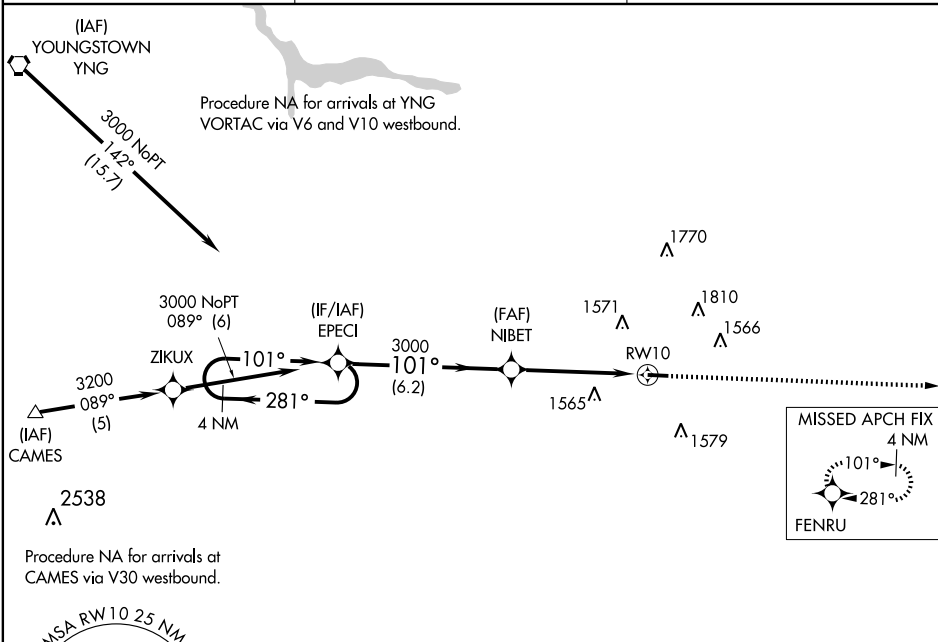 (IAF)
YOUNGSTOWN
YNG
Procedure NA for arrivals at YNG
VORTAC via V6 and V10 westbound.
3000 NoPT
142°
(15.7)
1770
1810
1571
1566
3000 NoPT
089° (6)
(IF/IAF)
EPECI
(FAF)
NIBET
RW10
ZIKUX
101°
3000
101°
(6.2)
3200
089°
(5)
281°
4 NM
1565
1579
(IAF)
CAMES
MISSED APCH FIX
4 NM
101°
281°
FENRU
2538
Procedure NA for arrivals at
CAMES via V30 westbound.
MSA RW10 25 NM